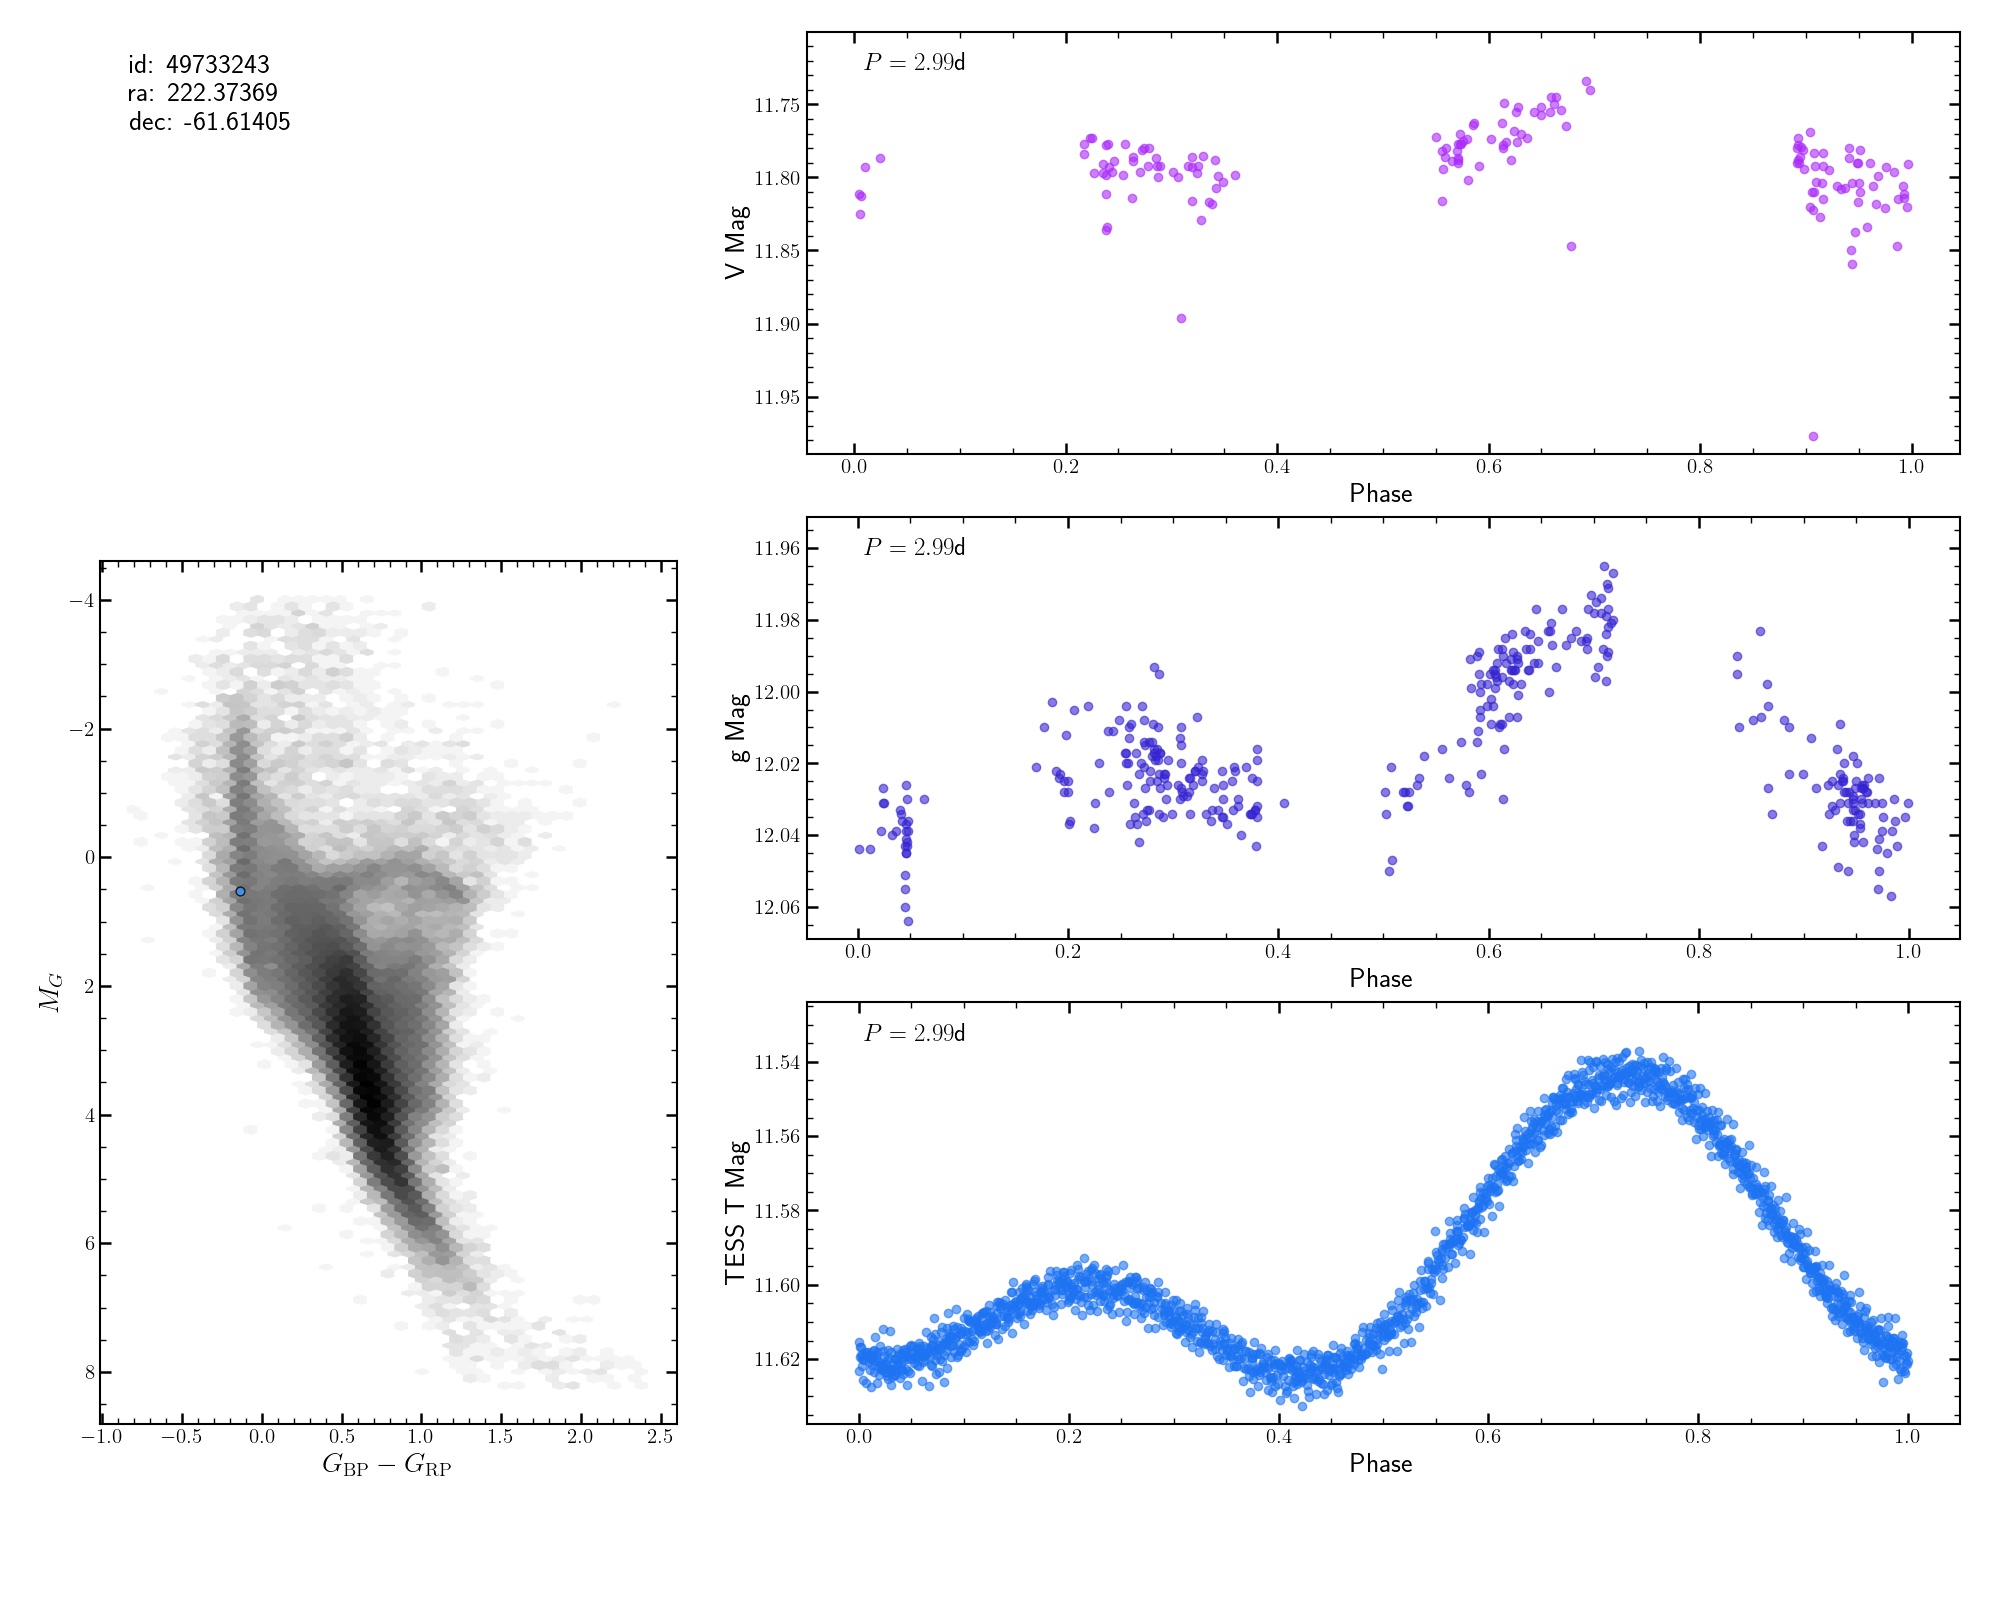 id: 49733243
ra: 222.37369
dec: -61.61405
P = 2.99d
11.75
11.80
11.85
11.90
11.95
V Mag
0.0 0.2 0.4 0.6 0.8 1.0
Phase
P = 2.99d
11.96
11.98
12.00
12.02
12.04
12.06
g Mag
0.0 0.2 0.4 0.6 0.8 1.0
Phase
−4
−2
0
2
4
6
8
M_G
−1.0 −0.5 0.0 0.5 1.0 1.5 2.0 2.5
G_BP − G_RP
P = 2.99d
11.54
11.56
11.58
11.60
11.62
TESS T Mag
0.0 0.2 0.4 0.6 0.8 1.0
Phase